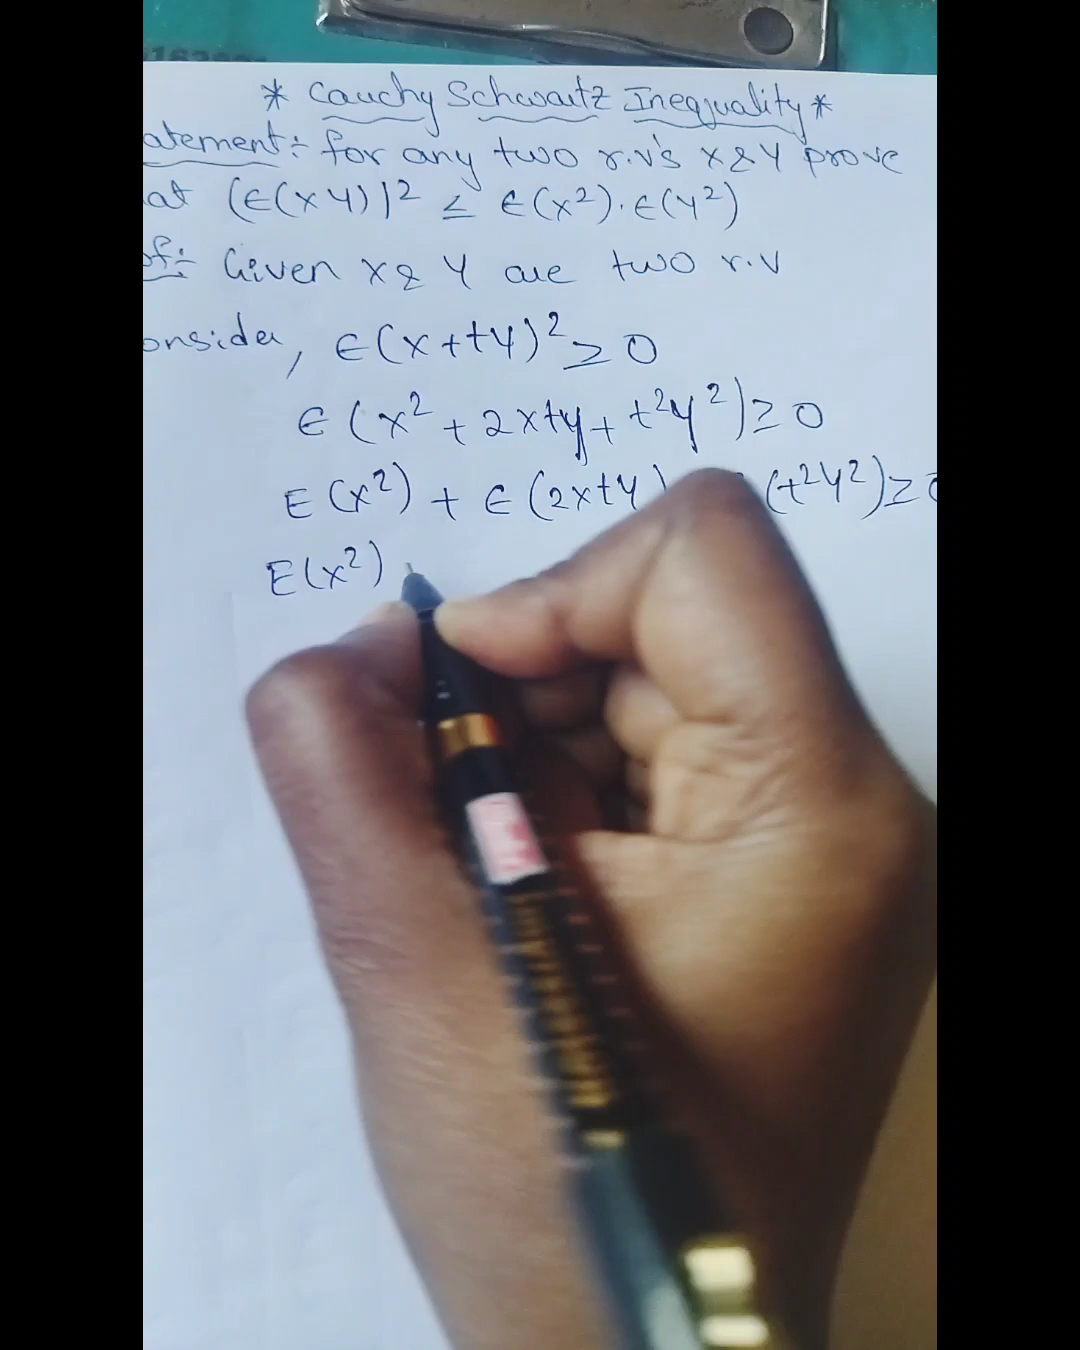 * Cauchy Schwartz Inequality *
atement:- for any two r.v's X & Y prove
at (E(XY))² ≤ E(X²).E(Y²)
of:- Given X & Y are two r.v
onsider, E(X+tY)² ≥ 0
E(X² + 2XtY + t²Y²) ≥ 0
E(X²) + E(2XtY) (t²Y²) ≥ 0
E(X²)